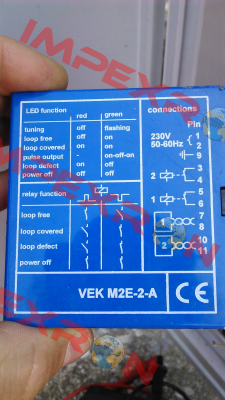 LED function
red green
tuning off flashing
loop free off on
loop covered on on
pulse output - on-off-on
loop defect on off
power off off off
relay function
loop free
loop covered
loop defect
power off
connections
Pin
230V 1
50-60Hz 2
9
2 3
4
1 5
6
1 7
8
2 10
11
VEK M2E-2-A
CE
IMPEXRON